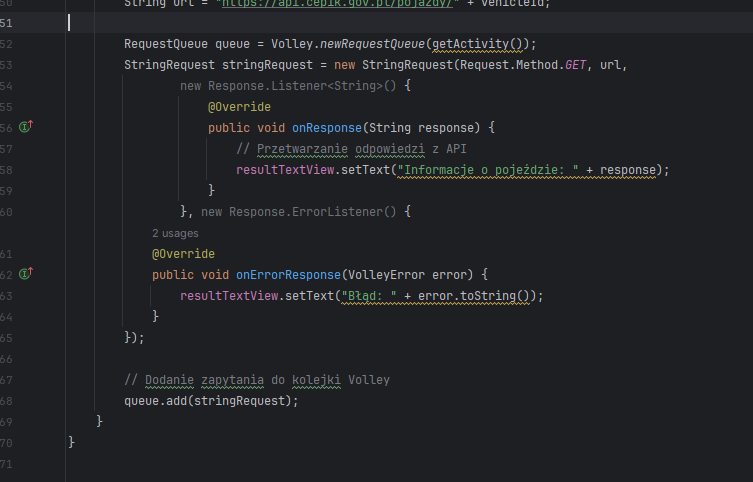 50 String url = "https://api.cepik.gov.pl/pojazdy/" + vehicleId;
51
52 RequestQueue queue = Volley.newRequestQueue(getActivity());
53 StringRequest stringRequest = new StringRequest(Request.Method.GET, url,
54 new Response.Listener<String>() {
55 @Override
56 public void onResponse(String response) {
57 // Przetwarzanie odpowiedzi z API
58 resultTextView.setText("Informacje o pojeździe: " + response);
59 }
60 }, new Response.ErrorListener() {
2 usages
61 @Override
62 public void onErrorResponse(VolleyError error) {
63 resultTextView.setText("Błąd: " + error.toString());
64 }
65 });
66
67 // Dodanie zapytania do kolejki Volley
68 queue.add(stringRequest);
69 }
70 }
71